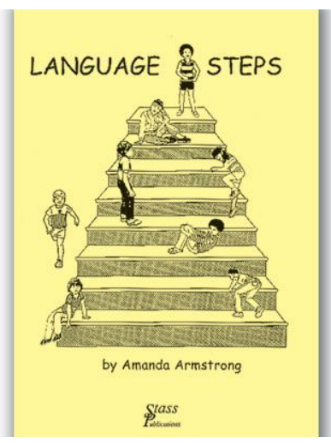 LANGUAGE STEPS
by Amanda Armstrong
Stass
Publications